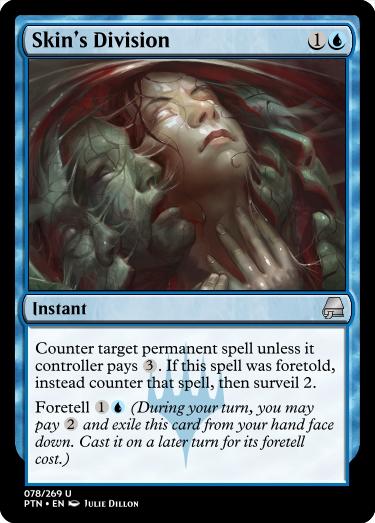 Skin's Division 1
Instant
Counter target permanent spell unless it
controller pays 3. If this spell was foretold,
instead counter that spell, then surveil 2.
Foretell 1 (During your turn, you may
pay 2 and exile this card from your hand face
down. Cast it on a later turn for its foretell
cost.)
078/269 U
PTN • EN JULIE DILLON